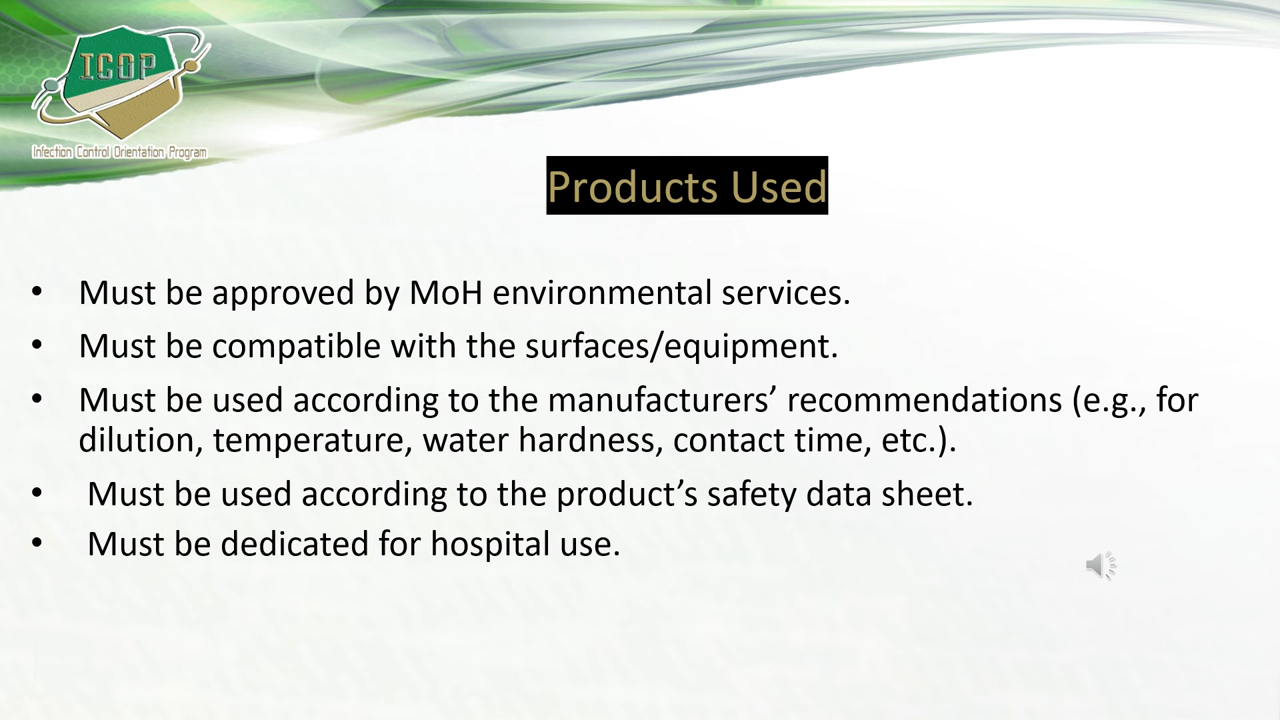 ICOP
Infection Control Orientation Program
Products Used
• Must be approved by MoH environmental services.
• Must be compatible with the surfaces/equipment.
• Must be used according to the manufacturers’ recommendations (e.g., for
dilution, temperature, water hardness, contact time, etc.).
• Must be used according to the product’s safety data sheet.
• Must be dedicated for hospital use.